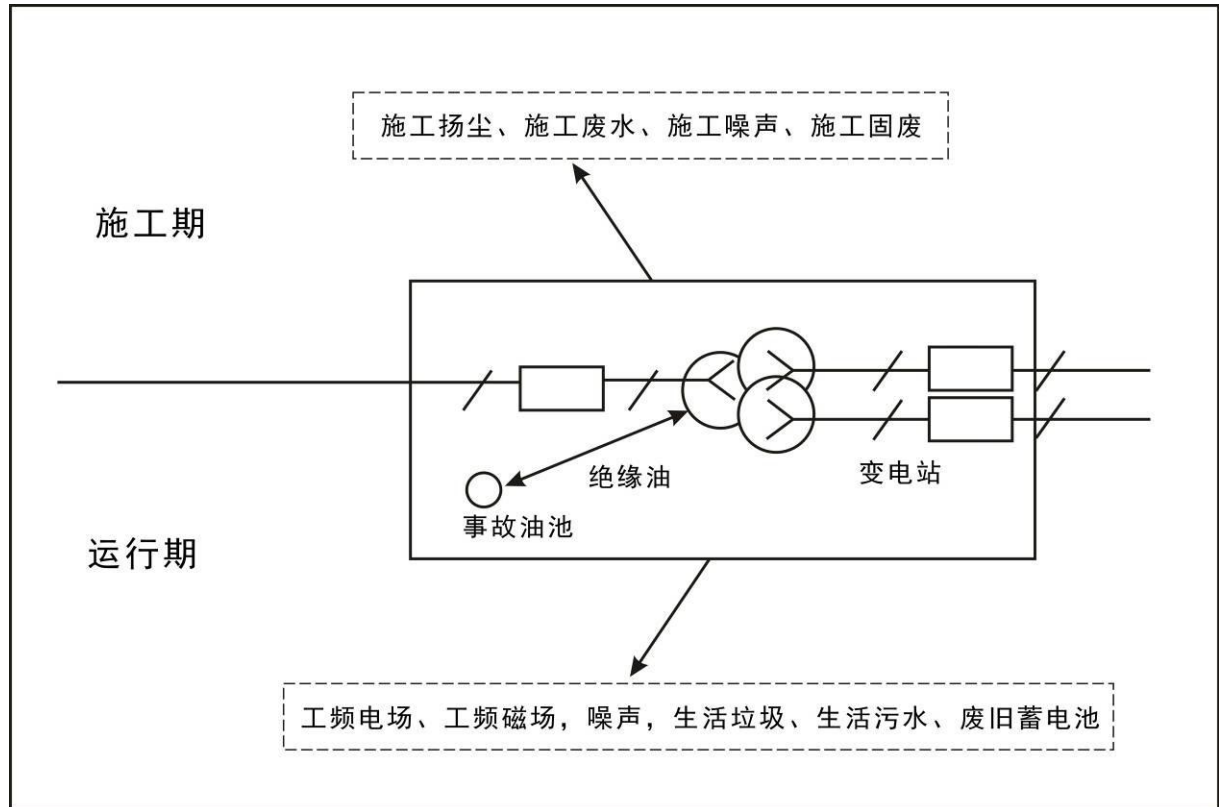 施工扬尘、施工废水、施工噪声、施工固废
施工期
绝缘油
变电站
事故油池
运行期
工频电场、工频磁场，噪声，生活垃圾、生活污水、废旧蓄电池